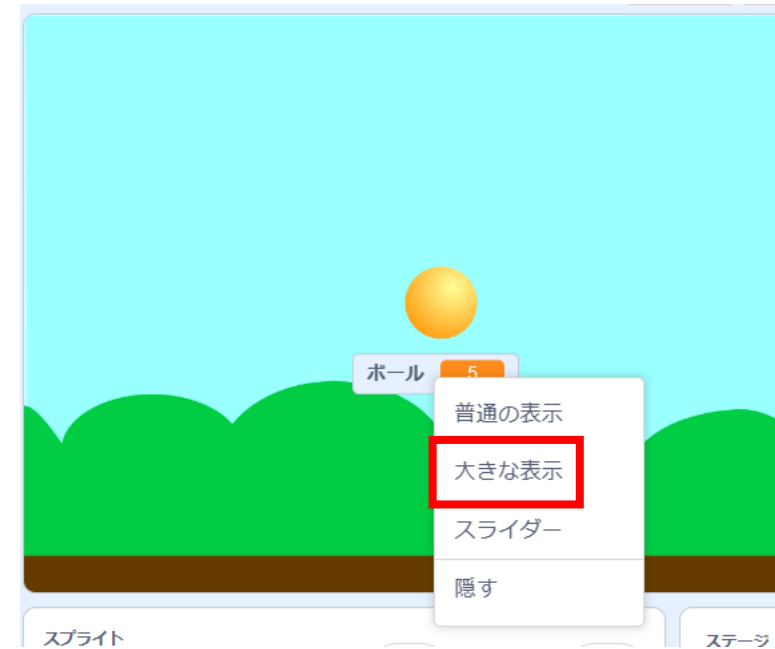 ボール 5
普通の表示
大きな表示
スライダー
隠す
スプライト
ステージ